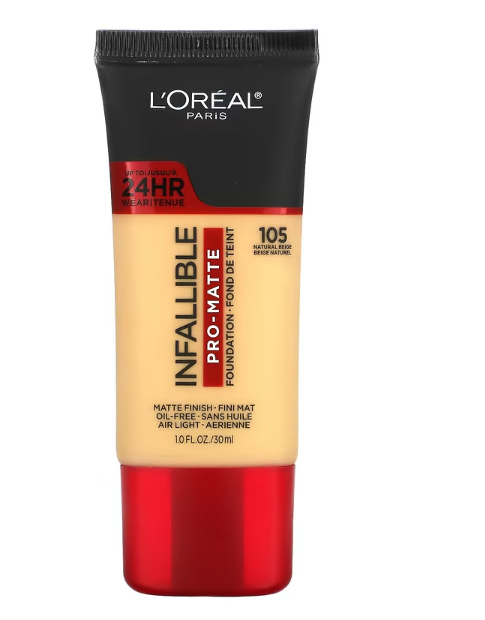 L'ORÉAL®
PARIS
UP TO/JUSQU'À
24HR
WEAR/TENUE
105
NATURAL BEIGE
BEIGE NATUREL
INFALLIBLE
PRO-MATTE
FOUNDATION · FOND DE TEINT
MATTE FINISH · FINI MAT
OIL-FREE · SANS HUILE
AIR LIGHT · AERIENNE
1.0 FL.OZ./30ml